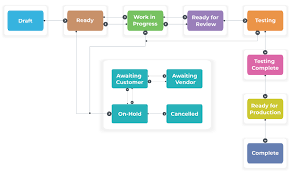 Draft
Ready
Work in
Progress
Ready for
Review
Testing
Awaiting
Customer
Awaiting
Vendor
Testing
Complete
On-Hold
Cancelled
Ready for
Production
Complete